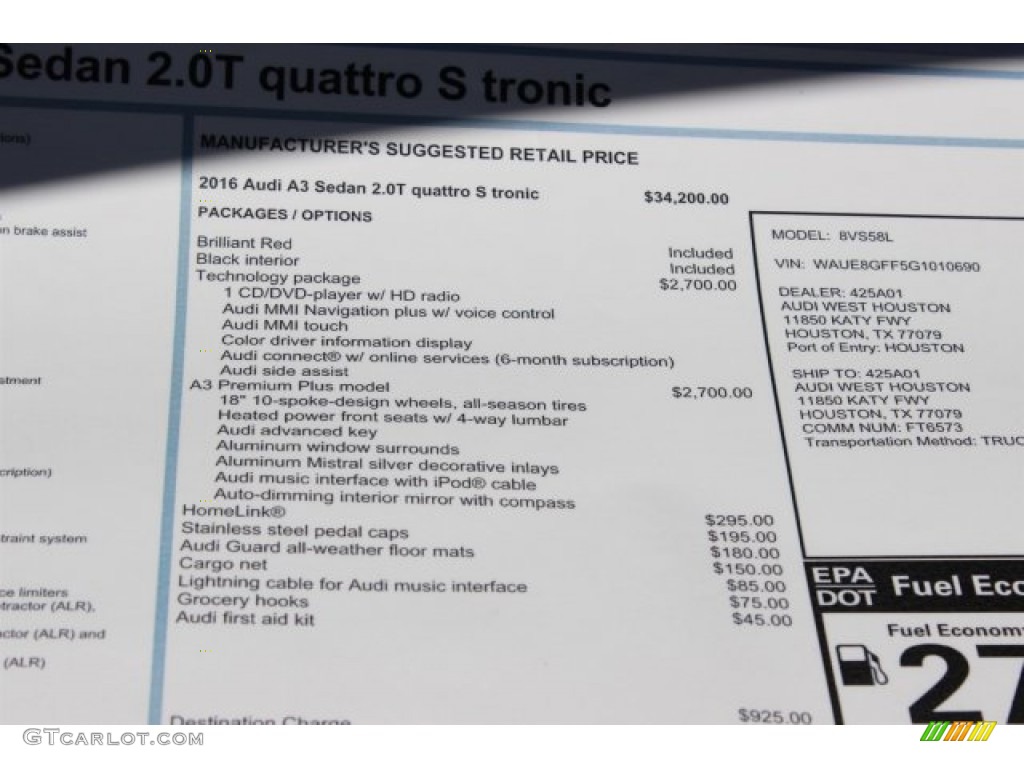 Sedan 2.0T quattro S tronic
ions)
n brake assist
stment
cription)
traint system
ce limiters
tractor (ALR),
actor (ALR) and
(ALR)
MANUFACTURER'S SUGGESTED RETAIL PRICE
2016 Audi A3 Sedan 2.0T quattro S tronic $34,200.00
PACKAGES / OPTIONS
Brilliant Red Included
Black interior Included
Technology package $2,700.00
1 CD/DVD-player w/ HD radio
Audi MMI Navigation plus w/ voice control
Audi MMI touch
Color driver information display
Audi connect® w/ online services (6-month subscription)
Audi side assist
A3 Premium Plus model $2,700.00
18" 10-spoke-design wheels, all-season tires
Heated power front seats w/ 4-way lumbar
Audi advanced key
Aluminum window surrounds
Aluminum Mistral silver decorative inlays
Audi music interface with iPod® cable
Auto-dimming interior mirror with compass
HomeLink® $295.00
Stainless steel pedal caps $195.00
Audi Guard all-weather floor mats $180.00
Cargo net $150.00
Lightning cable for Audi music interface $85.00
Grocery hooks $75.00
Audi first aid kit $45.00
Destination Charge $925.00
MODEL: 8VS58L
VIN: WAUE8GFF5G1010690
DEALER: 425A01
AUDI WEST HOUSTON
11850 KATY FWY
HOUSTON, TX 77079
Port of Entry: HOUSTON
SHIP TO: 425A01
AUDI WEST HOUSTON
11850 KATY FWY
HOUSTON, TX 77079
COMM NUM: FT6573
Transportation Method: TRUC
EPA
DOT Fuel Eco
Fuel Economy
27
GTcarlot.com